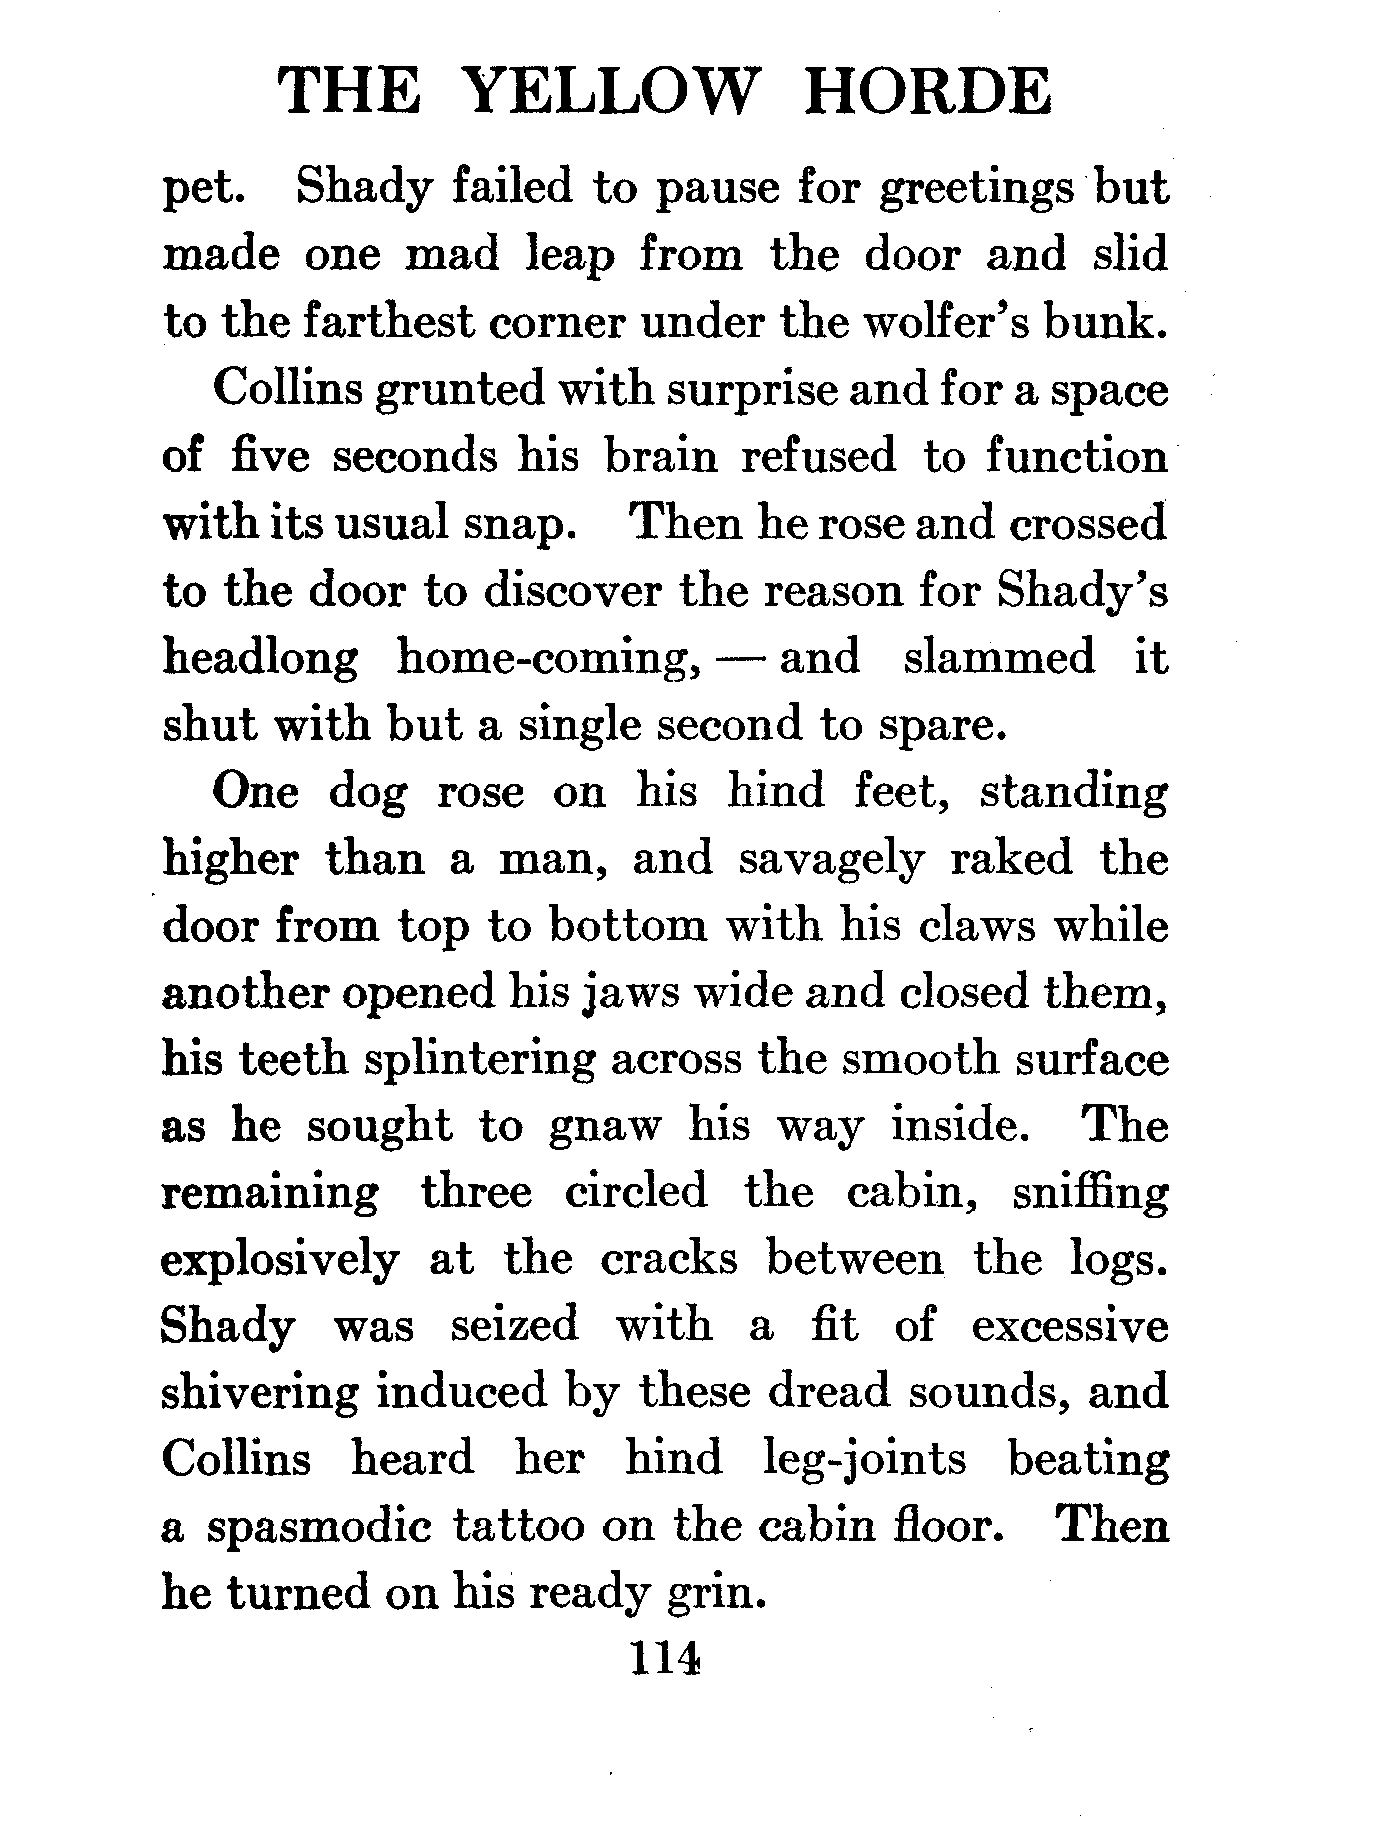 THE YELLOW HORDE
pet. Shady failed to pause for greetings but
made one mad leap from the door and slid
to the farthest corner under the wolfer's bunk.
Collins grunted with surprise and for a space
of five seconds his brain refused to function
with its usual snap. Then he rose and crossed
to the door to discover the reason for Shady's
headlong home-coming, — and slammed it
shut with but a single second to spare.
One dog rose on his hind feet, standing
higher than a man, and savagely raked the
door from top to bottom with his claws while
another opened his jaws wide and closed them,
his teeth splintering across the smooth surface
as he sought to gnaw his way inside. The
remaining three circled the cabin, sniffing
explosively at the cracks between the logs.
Shady was seized with a fit of excessive
shivering induced by these dread sounds, and
Collins heard her hind leg-joints beating
a spasmodic tattoo on the cabin floor. Then
he turned on his ready grin.
114